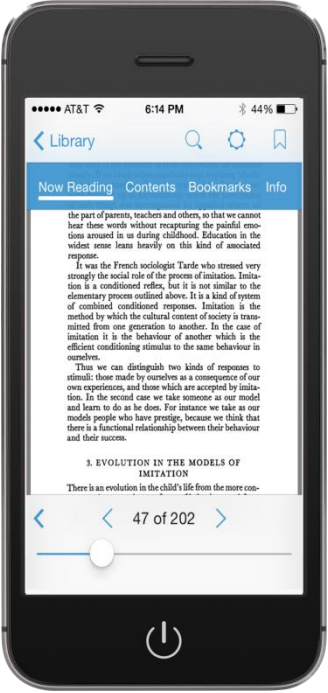 AT&T 6:14 PM 44%
Library
Now Reading Contents Bookmarks Info
the part of parents, teachers and others, so that we cannot
hear these words without recapturing the painful emo-
tions aroused in us during childhood. Education in the
widest sense leans heavily on this kind of associated
response.
It was the French sociologist Tarde who stressed very
strongly the social role of the process of imitation. Imita-
tion is a conditioned reflex, but it is not similar to the
elementary process outlined above. It is a kind of system
of combined conditioned responses. Imitation is the
method by which the cultural content of society is trans-
mitted from one generation to another. In the case of
imitation it is the behaviour of another which is the
efficient conditioning stimulus to the same behaviour in
ourselves.
Thus we can distinguish two kinds of responses to
stimuli: those made by ourselves as a consequence of our
own experiences, and those which are accepted by imita-
tion. In the second case we take someone as our model
and learn to do as he does. For instance we take as our
models people who have prestige, because we think that
there is a functional relationship between their behaviour
and their success.
3. EVOLUTION IN THE MODELS OF
IMITATION
There is an evolution in the child's life from the more con-
47 of 202